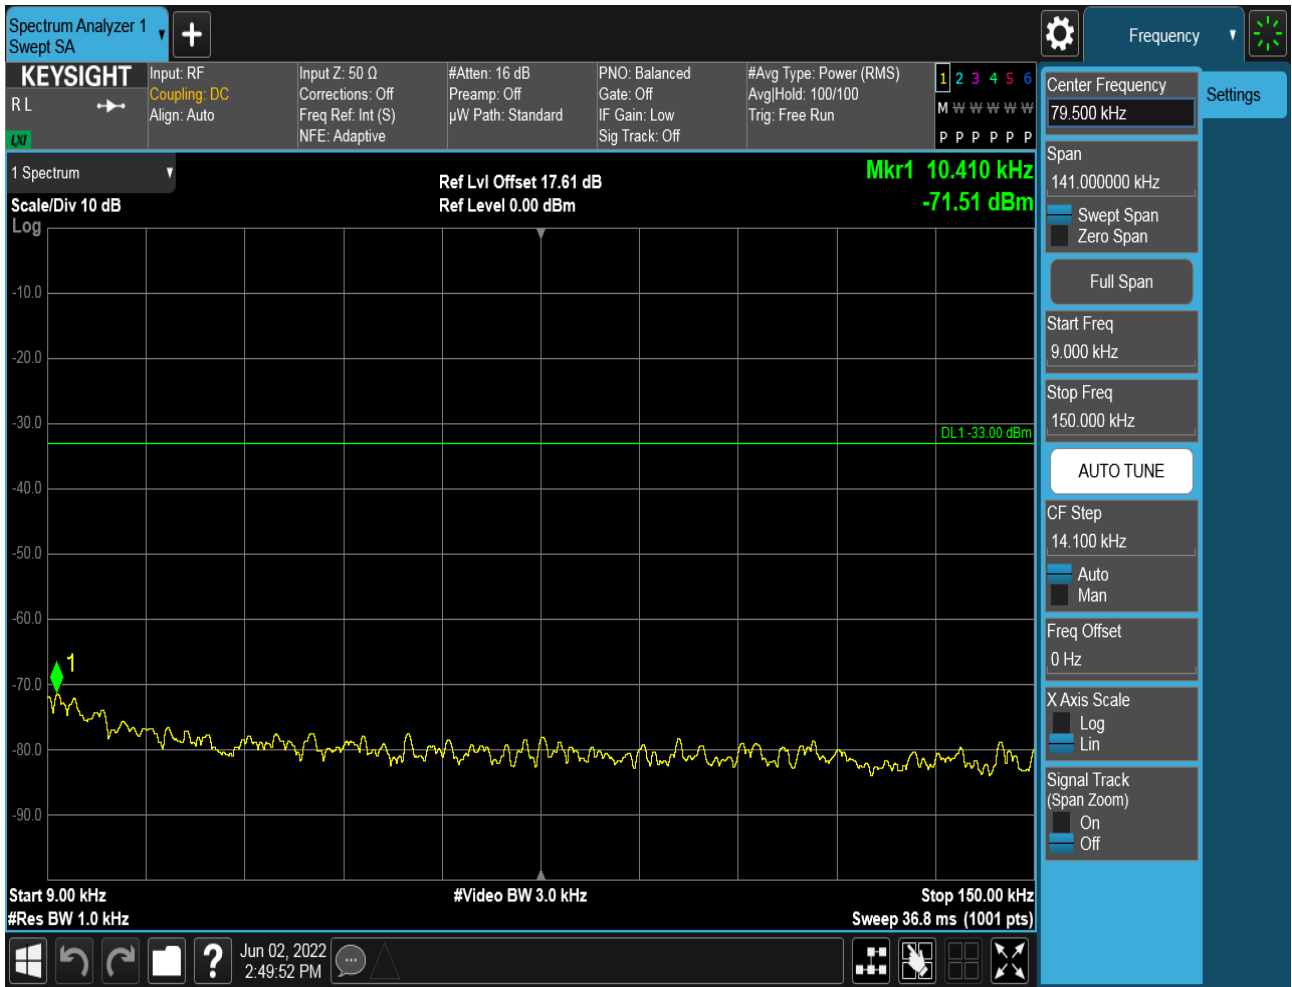 Spectrum Analyzer 1
Swept SA
Frequency
KEYSIGHT
R L
LXI
Input: RF
Coupling: DC
Align: Auto
Input Z: 50 Ω
Corrections: Off
Freq Ref: Int (S)
NFE: Adaptive
#Atten: 16 dB
Preamp: Off
µW Path: Standard
PNO: Balanced
Gate: Off
IF Gain: Low
Sig Track: Off
#Avg Type: Power (RMS)
Avg|Hold: 100/100
Trig: Free Run
1 2 3 4 5 6
M W W W W W
P P P P P P
1 Spectrum
Scale/Div 10 dB
Log
Ref Lvl Offset 17.61 dB
Ref Level 0.00 dBm
Mkr1 10.410 kHz
-71.51 dBm
-10.0
-20.0
-30.0
DL1 -33.00 dBm
-40.0
-50.0
-60.0
1
-70.0
-80.0
-90.0
Start 9.00 kHz
#Res BW 1.0 kHz
#Video BW 3.0 kHz
Stop 150.00 kHz
Sweep 36.8 ms (1001 pts)
?
Jun 02, 2022
2:49:52 PM
Center Frequency
79.500 kHz
Settings
Span
141.000000 kHz
Swept Span
Zero Span
Full Span
Start Freq
9.000 kHz
Stop Freq
150.000 kHz
AUTO TUNE
CF Step
14.100 kHz
Auto
Man
Freq Offset
0 Hz
X Axis Scale
Log
Lin
Signal Track
(Span Zoom)
On
Off